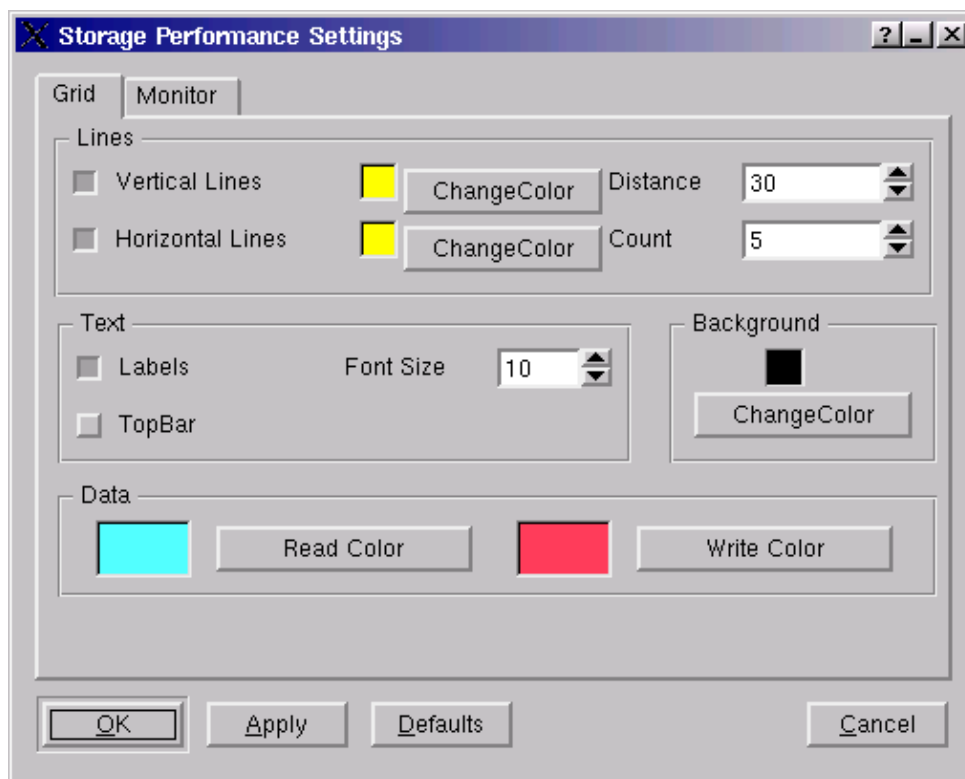 Storage Performance Settings
Grid Monitor
Lines
Vertical Lines ChangeColor Distance 30
Horizontal Lines ChangeColor Count 5
Text Background
Labels Font Size 10
ChangeColor
TopBar
Data
Read Color Write Color
OK Apply Defaults Cancel